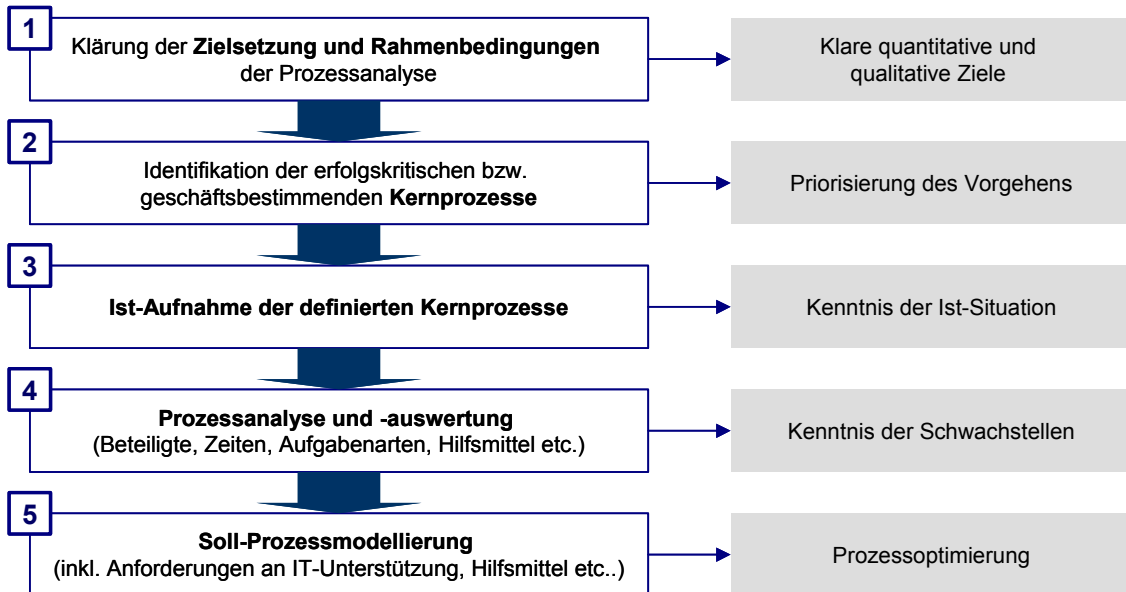 1
Klärung der Zielsetzung und Rahmenbedingungen
der Prozessanalyse
Klare quantitative und
qualitative Ziele
2
Identifikation der erfolgskritischen bzw.
geschäftsbestimmenden Kernprozesse
Priorisierung des Vorgehens
3
Ist-Aufnahme der definierten Kernprozesse
Kenntnis der Ist-Situation
4
Prozessanalyse und -auswertung
(Beteiligte, Zeiten, Aufgabenarten, Hilfsmittel etc.)
Kenntnis der Schwachstellen
5
Soll-Prozessmodellierung
(inkl. Anforderungen an IT-Unterstützung, Hilfsmittel etc..)
Prozessoptimierung